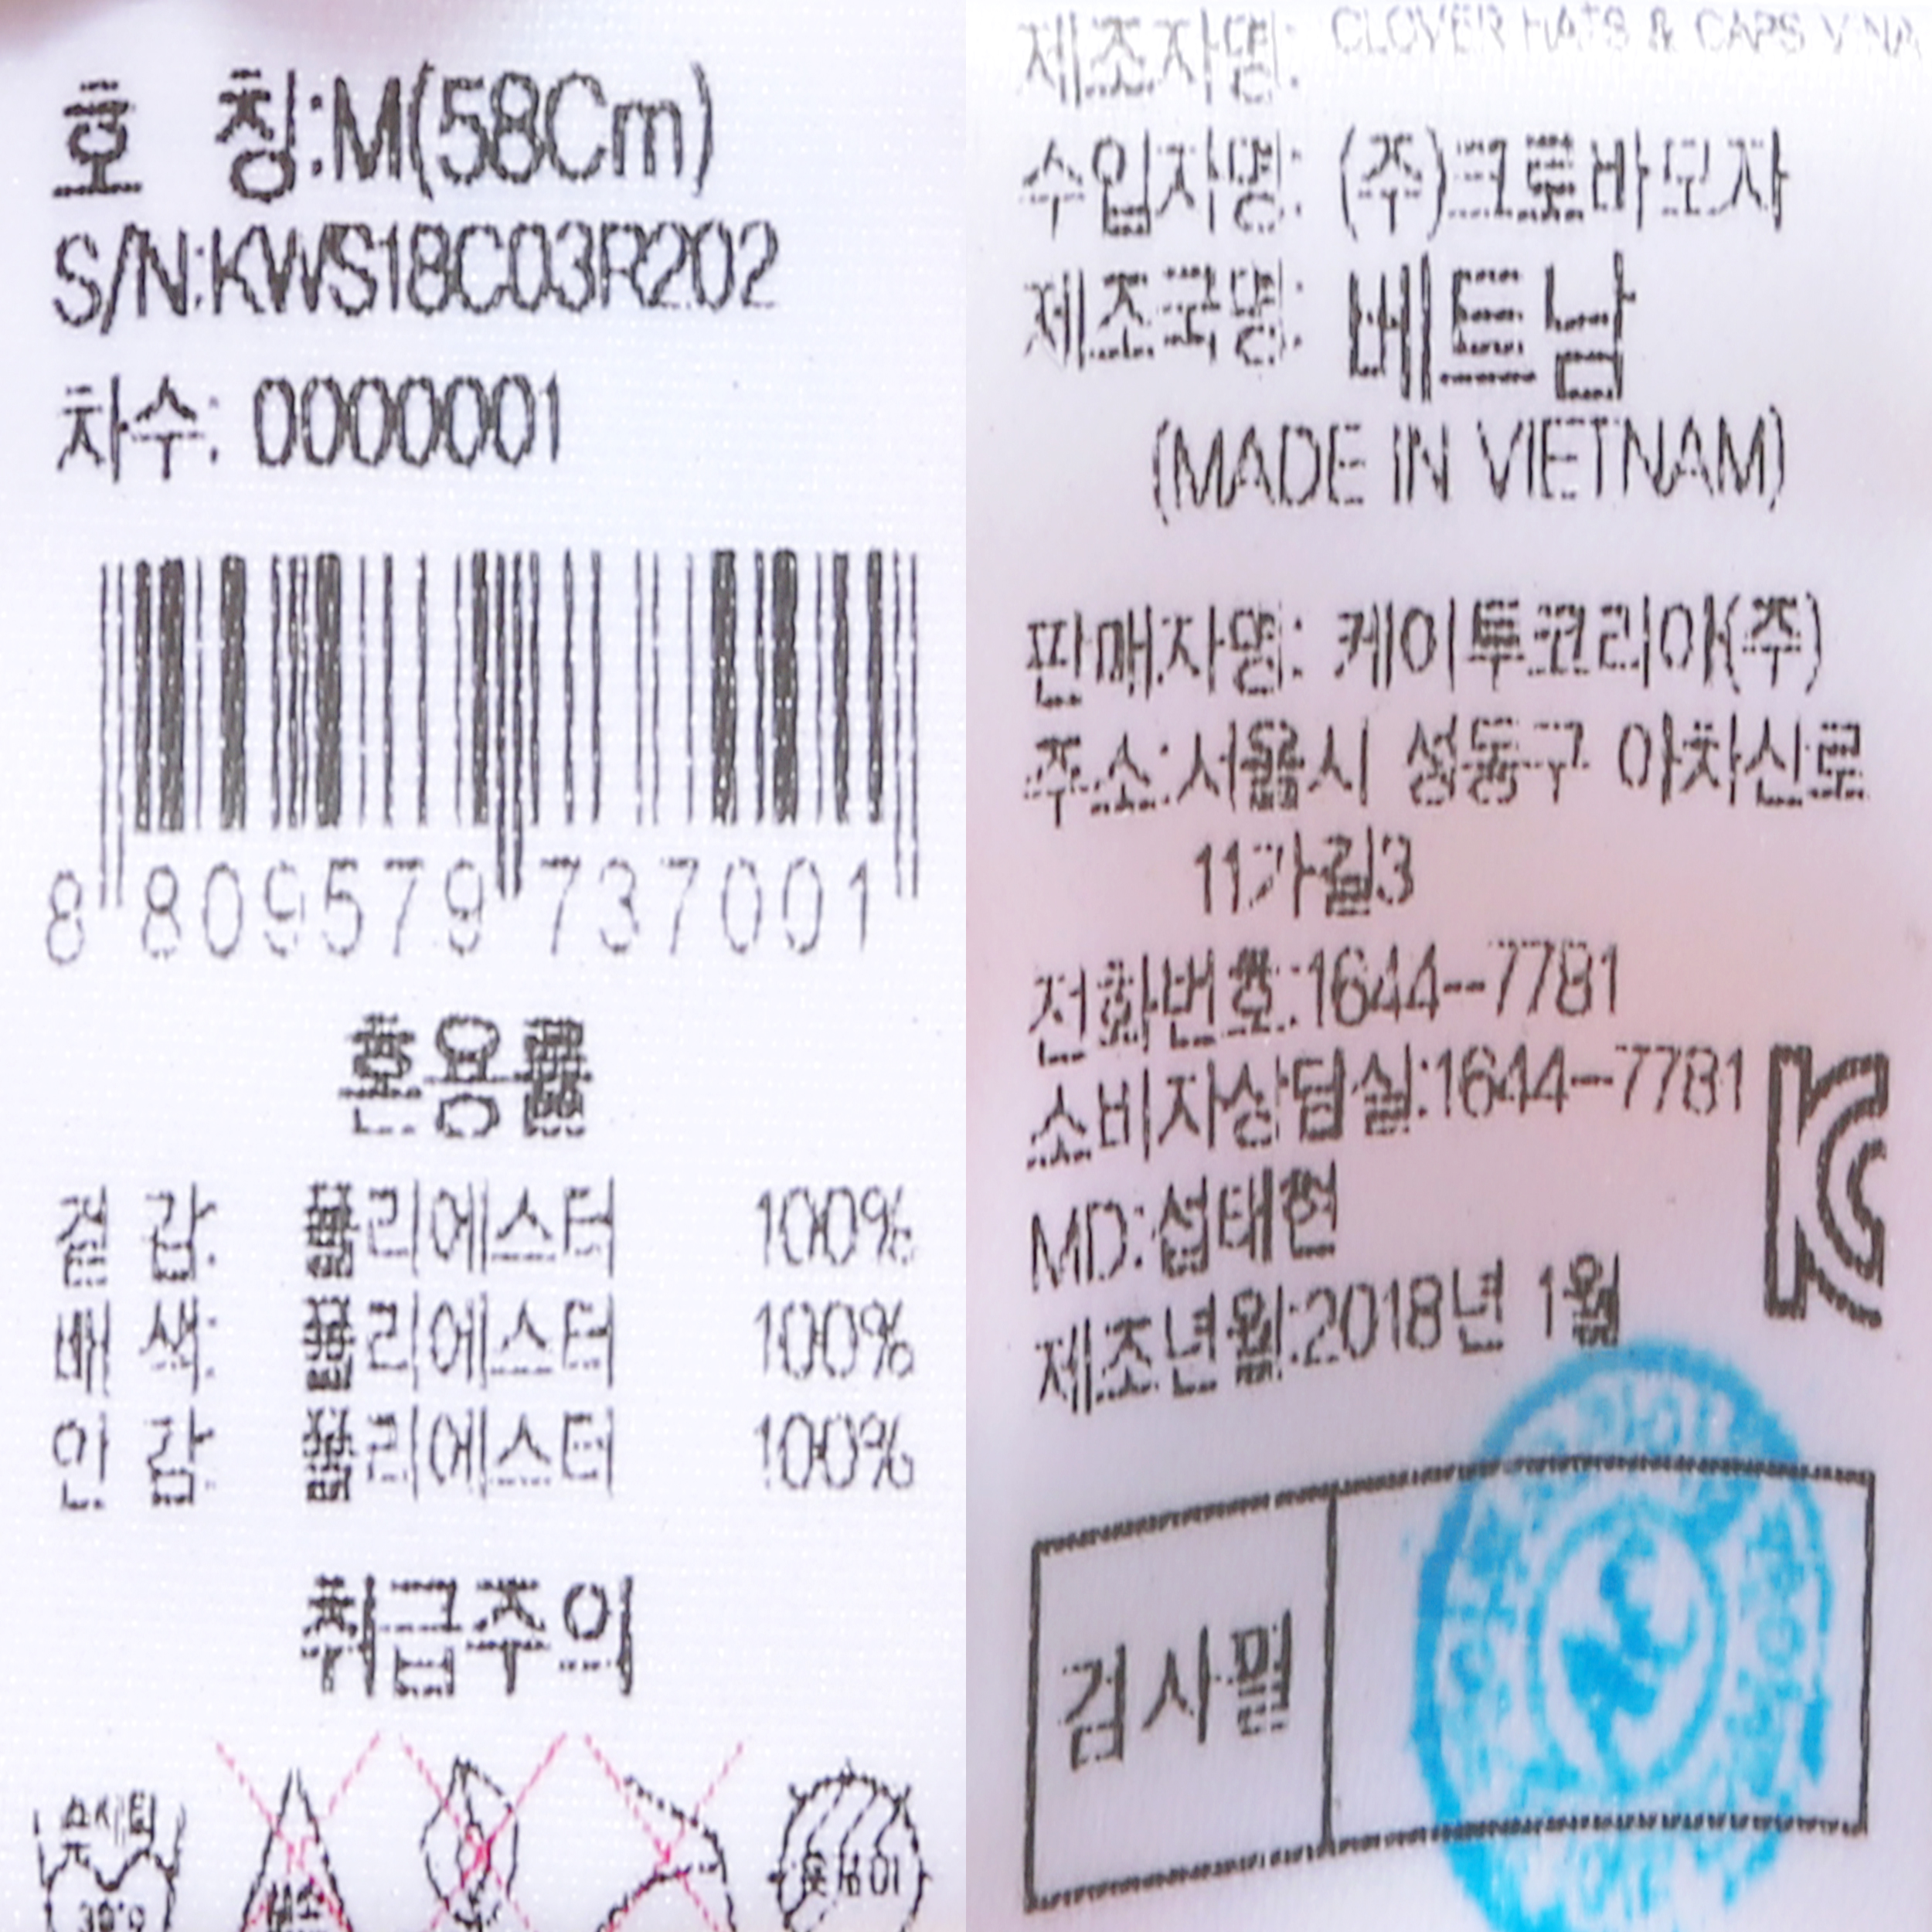 호 칭:M(58Cm)
S/N:KWS18C03R202
차수: 0000001
8 809579 737001
혼용률
겉 감: 폴리에스터 100%
배 색: 폴리에스터 100%
안 감: 폴리에스터 100%
취급주의
손세탁
30°C
제조자명: CLOVER HATS & CAPS VINA
수입자명: (주)크로바모자
제조국명: 베트남
(MADE IN VIETNAM)
판매자명: 케이투코리아(주)
주소:서울시 성동구 아차산로
11가길3
전화번호:1644--7781
소비자상담실:1644--7781
MD:섭태현
제조년월:2018년 1월
검사필